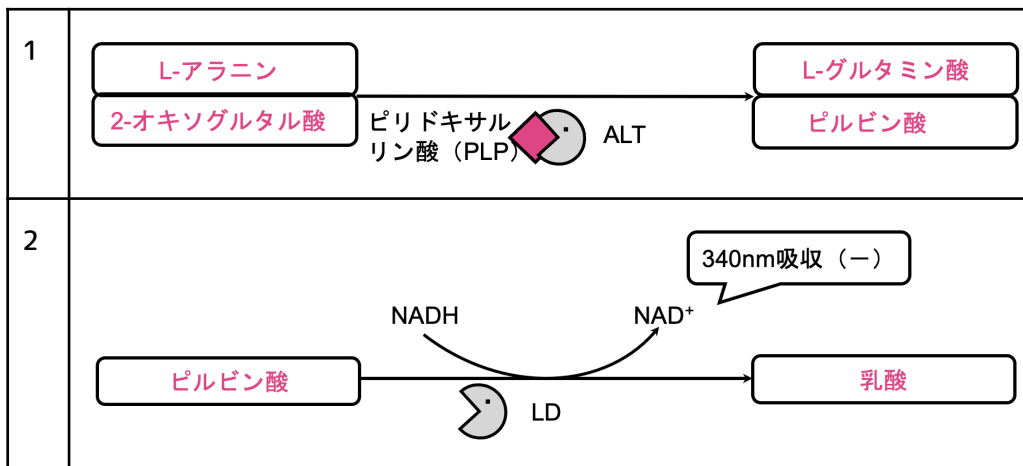 1
L-アラニン
2-オキソグルタル酸
ピリドキサル
リン酸（PLP）
ALT
L-グルタミン酸
ピルビン酸
2
340nm吸収（ー）
NADH
NAD⁺
ピルビン酸
LD
乳酸